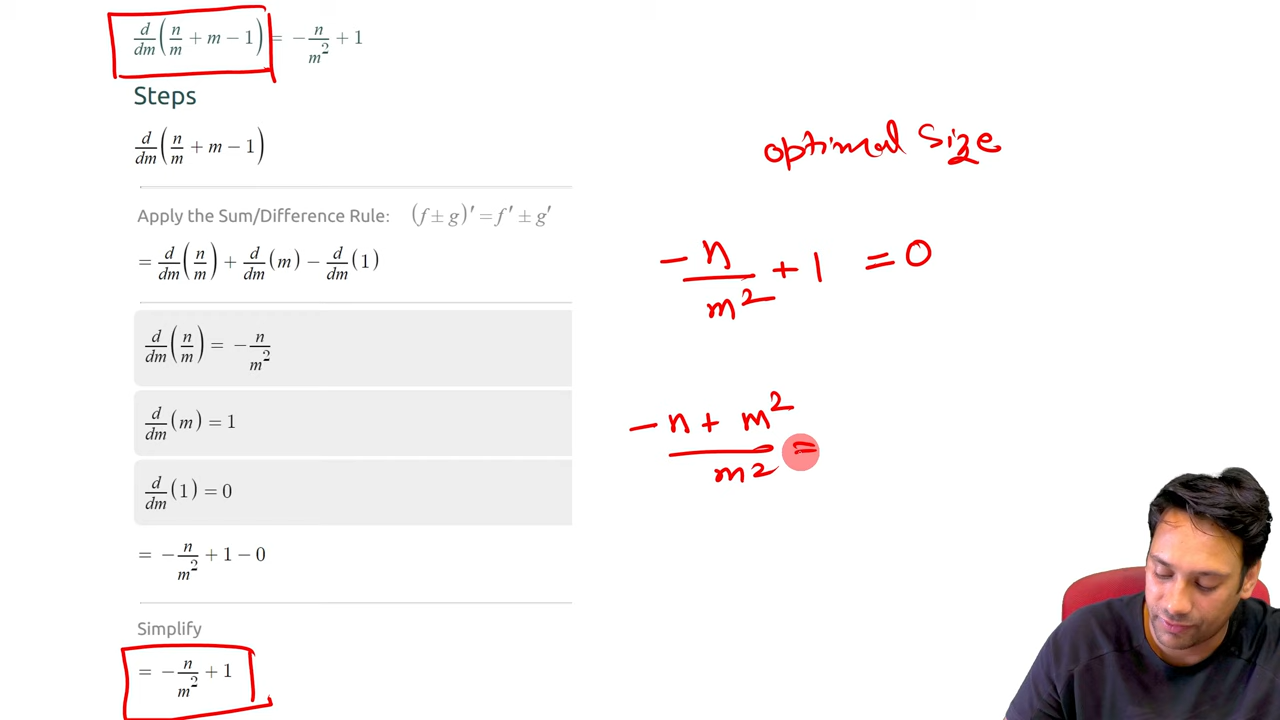 d/dm(n/m + m − 1) = −n/m² + 1
Steps
d/dm(n/m + m − 1)
Apply the Sum/Difference Rule: (f ± g)′ = f′ ± g′
= d/dm(n/m) + d/dm(m) − d/dm(1)
d/dm(n/m) = −n/m²
d/dm(m) = 1
d/dm(1) = 0
= −n/m² + 1 − 0
Simplify
= −n/m² + 1
optimal Size
−n/m² + 1 = 0
(−n + m²)/m² =